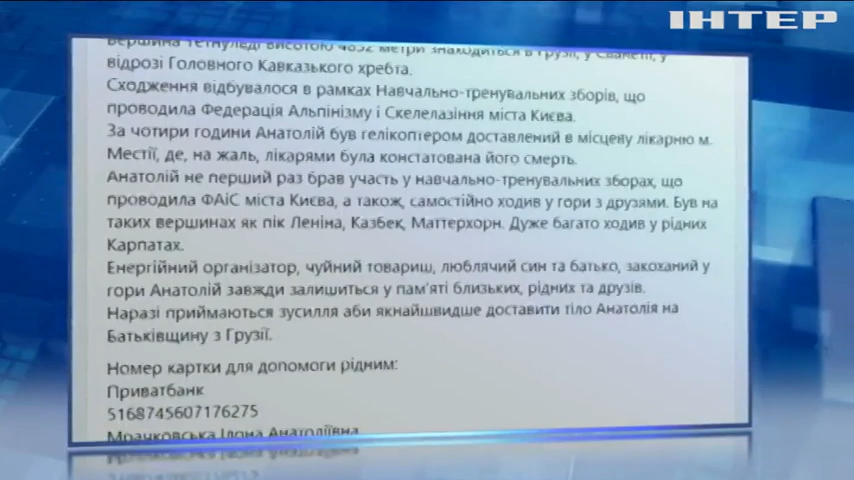 ІНТЕР
вершина Тетнульді висотою 4852 метри знаходиться в Грузії, у Сванетії, у
відрозі Головного Кавказького хребта.
Сходження відбувалося в рамках Навчально-тренувальних зборів, що
проводила Федерація Альпінізму і Скелелазіння міста Києва.
За чотири години Анатолій був гелікоптером доставлений в місцеву лікарню м.
Местії, де, на жаль, лікарями була констатована його смерть.
Анатолій не перший раз брав участь у навчально-тренувальних зборах, що
проводила ФАіС міста Києва, а також, самостійно ходив у гори з друзями. Був на
таких вершинах як пік Леніна, Казбек, Маттерхорн. Дуже багато ходив у рідних
Карпатах.
Енергійний організатор, чуйний товариш, люблячий син та батько, закоханий у
гори Анатолій завжди залишиться у пам'яті близьких, рідних та друзів.
Наразі приймаються зусилля аби якнайшвидше доставити тіло Анатолія на
Батьківщину з Грузії.
Номер картки для допомоги рідним:
Приватбанк
5168745607176275
Мрачковська Ілона Анатоліївна